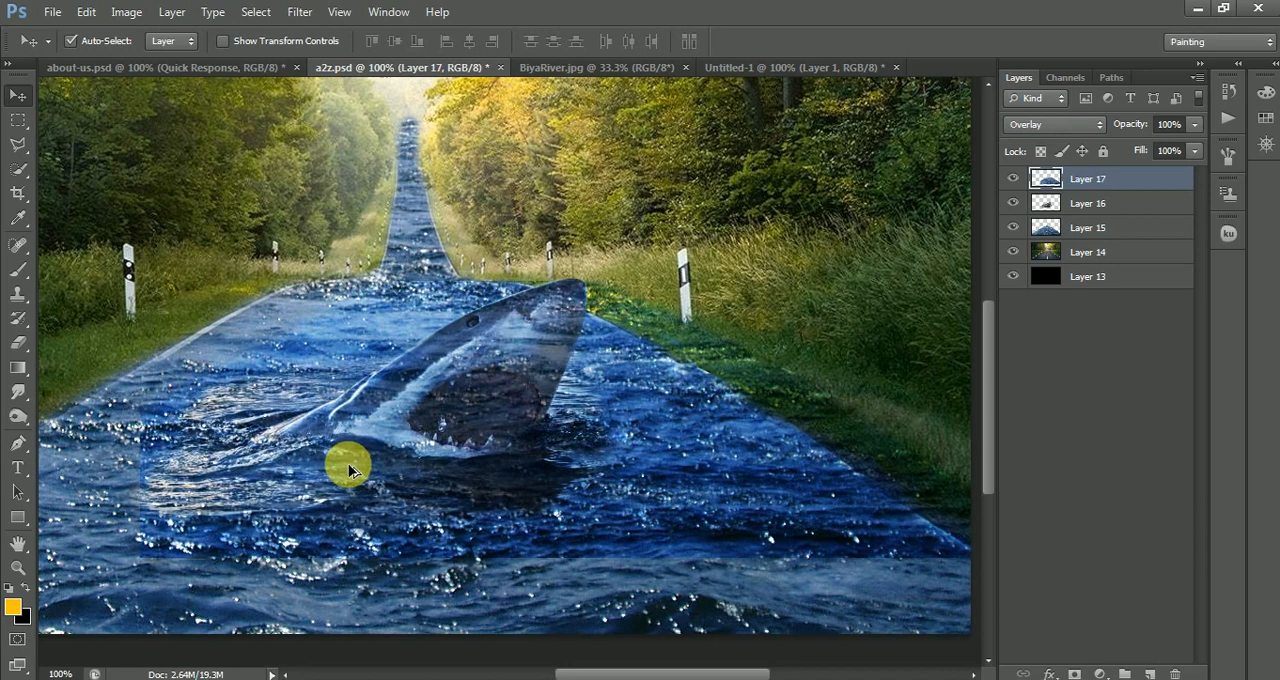 Ps File Edit Image Layer Type Select Filter View Window Help
Auto-Select: Layer Show Transform Controls Painting
about-us.psd @ 100% (Quick Response, RGB/8) * × a2z.psd @ 100% (Layer 17, RGB/8) * × BiyaRiver.jpg @ 33.3% (RGB/8*) × Untitled-1 @ 100% (Layer 1, RGB/8) * ×
Layers Channels Paths
Kind T
Overlay Opacity: 100%
Lock: Fill: 100%
Layer 17
Layer 16
Layer 15
Layer 14
Layer 13
ku
T
100% Doc: 2.64M/19.3M
fx